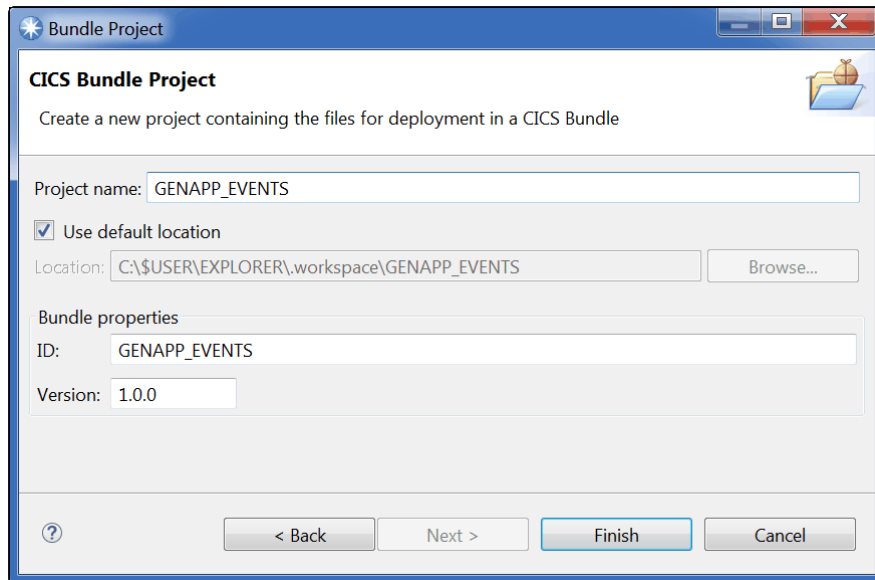 Bundle Project
CICS Bundle Project
Create a new project containing the files for deployment in a CICS Bundle
Project name: GENAPP_EVENTS
Use default location
Location: C:\$USER\EXPLORER\.workspace\GENAPP_EVENTS Browse...
Bundle properties
ID: GENAPP_EVENTS
Version: 1.0.0
? < Back Next > Finish Cancel